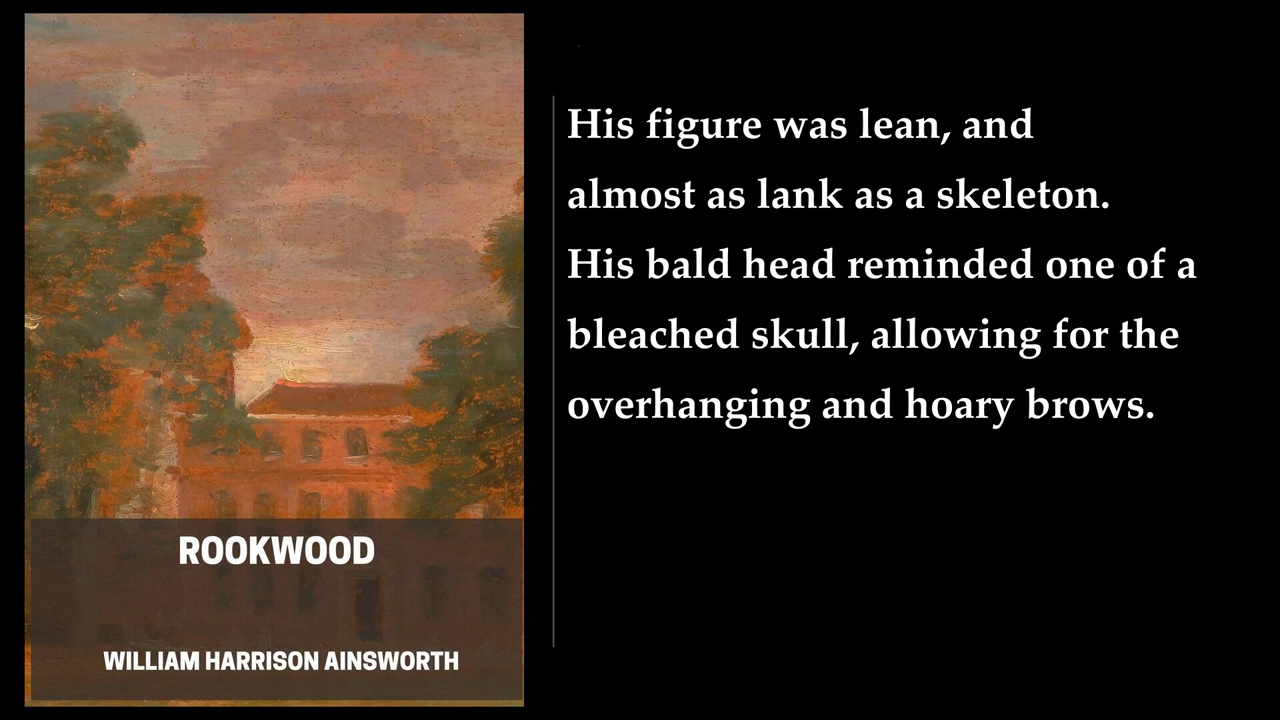 ROOKWOOD
WILLIAM HARRISON AINSWORTH
His figure was lean, and
almost as lank as a skeleton.
His bald head reminded one of a
bleached skull, allowing for the
overhanging and hoary brows.